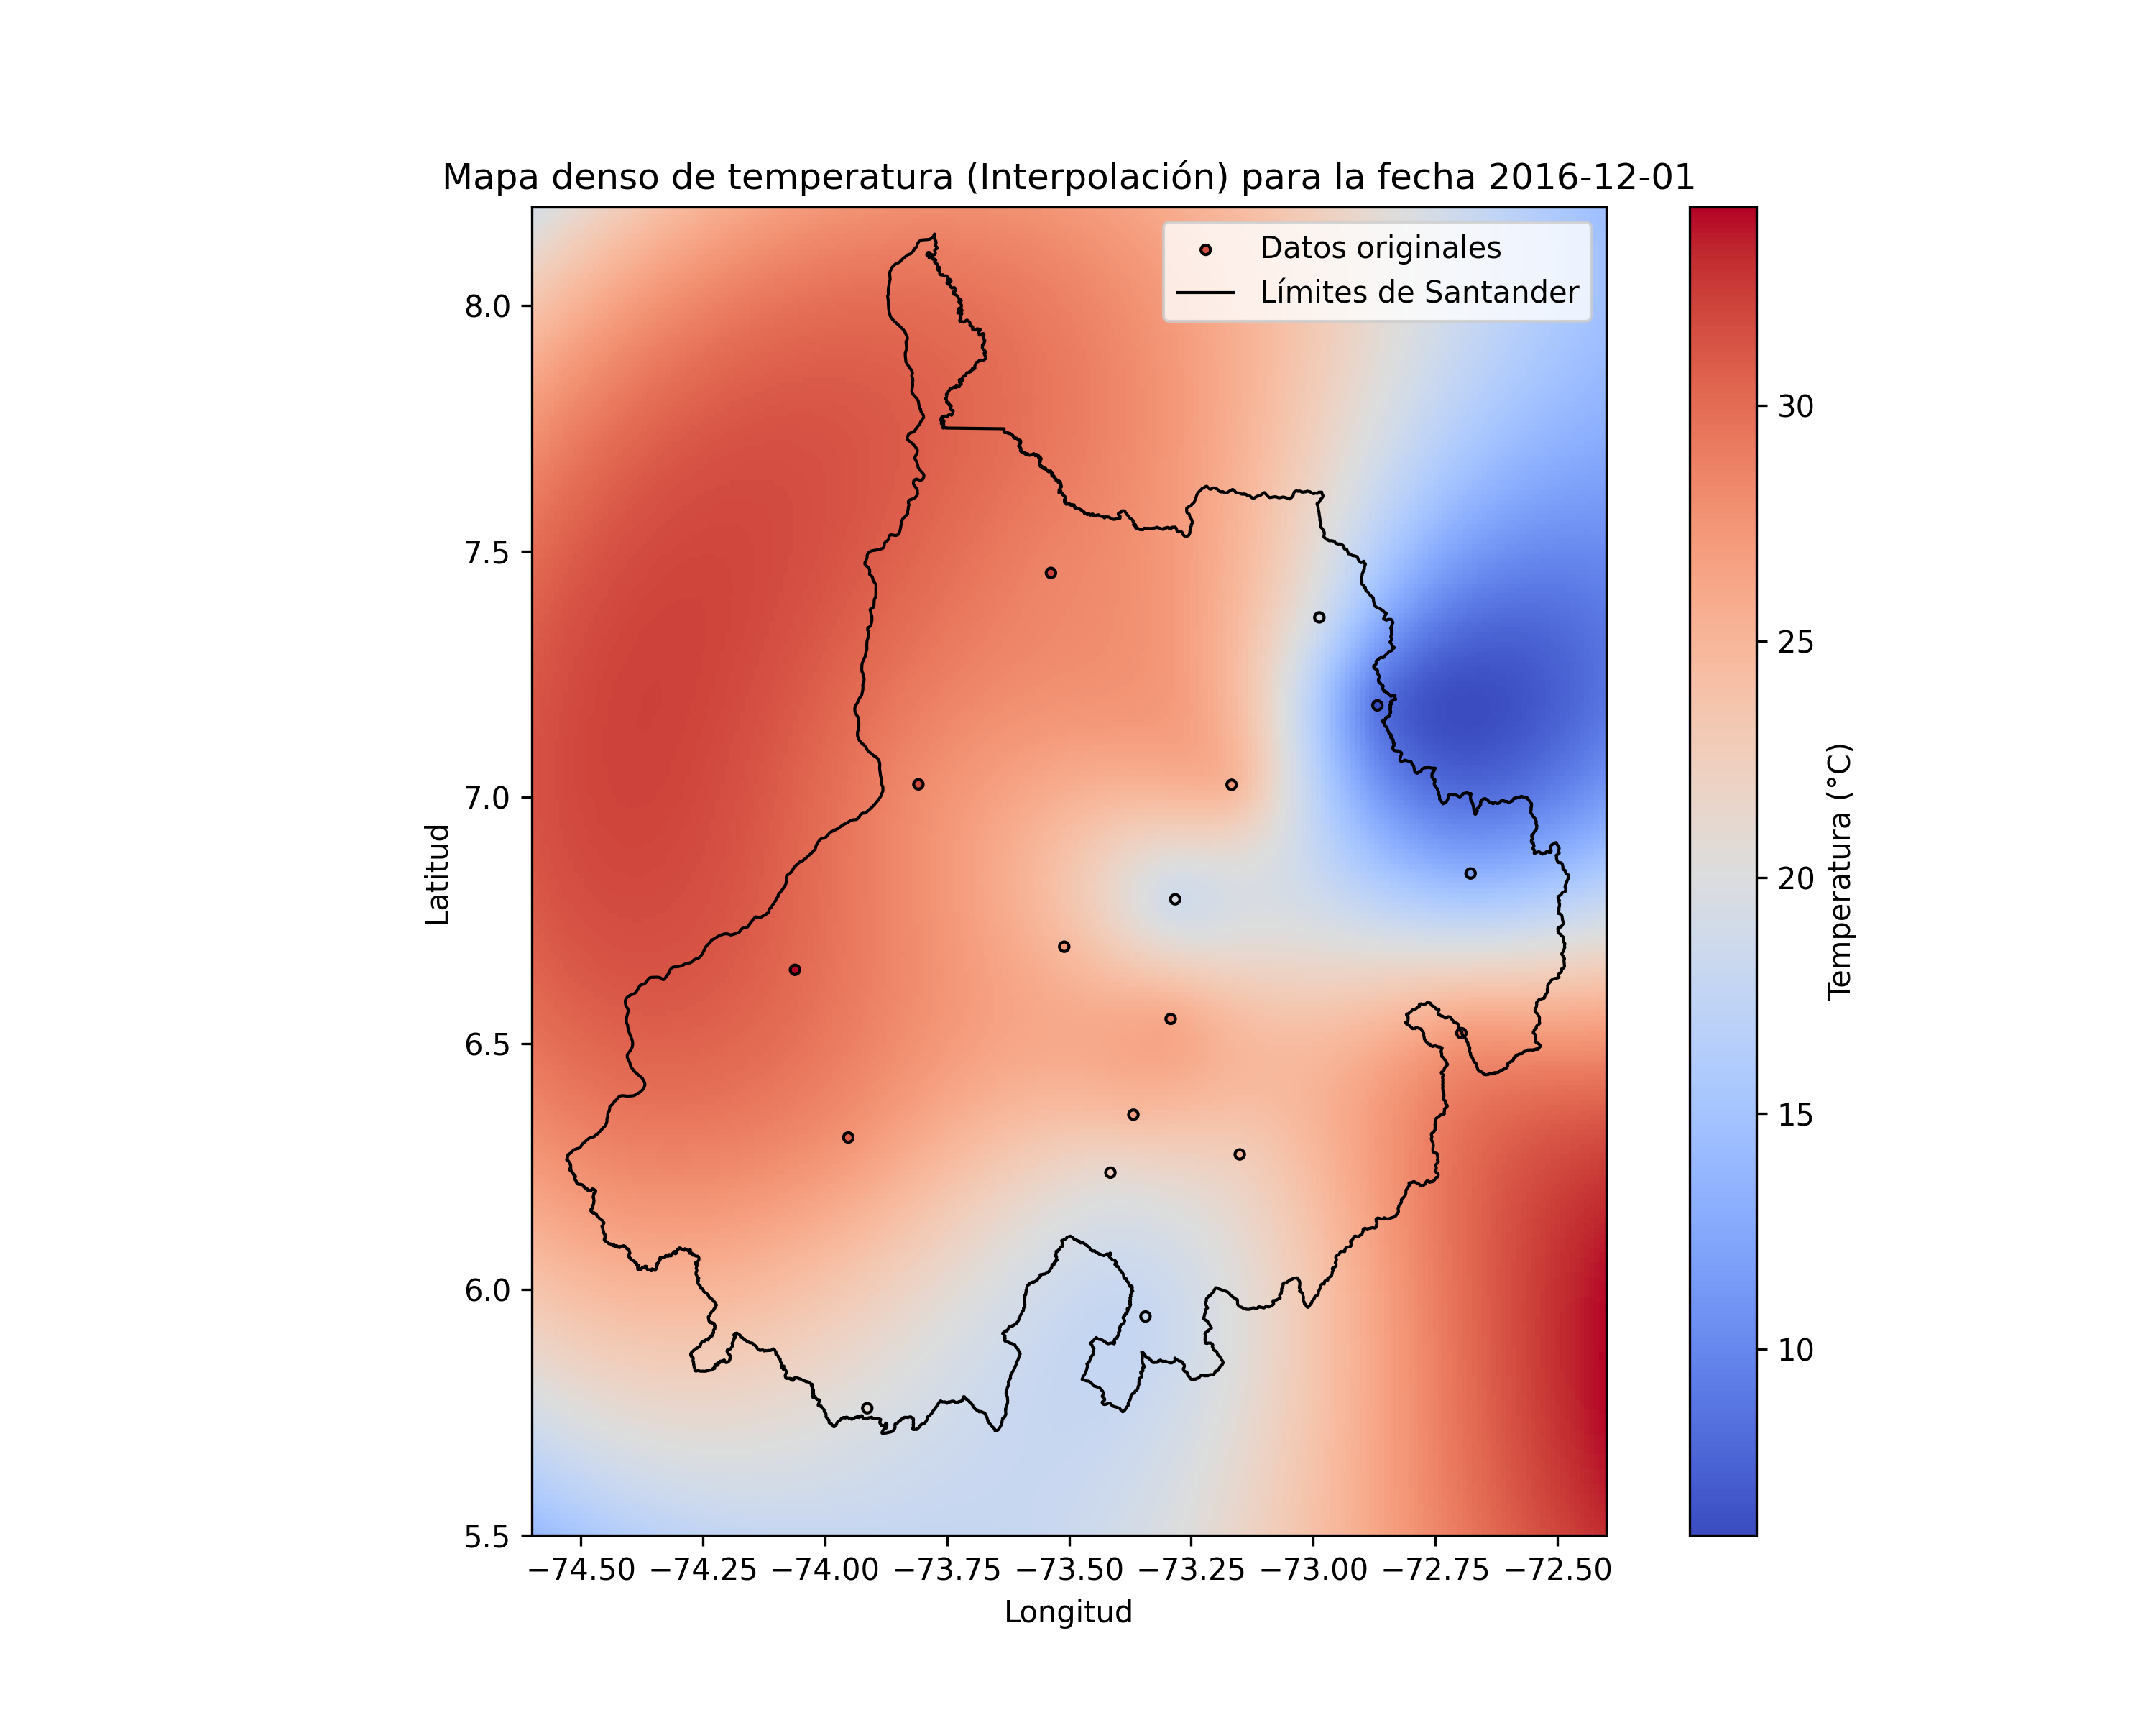 Mapa denso de temperatura (Interpolación) para la fecha 2016-12-01
Datos originales
Límites de Santander
8.0
7.5
7.0
6.5
6.0
5.5
Latitud
−74.50 −74.25 −74.00 −73.75 −73.50 −73.25 −73.00 −72.75 −72.50
Longitud
30
25
20
15
10
Temperatura (°C)